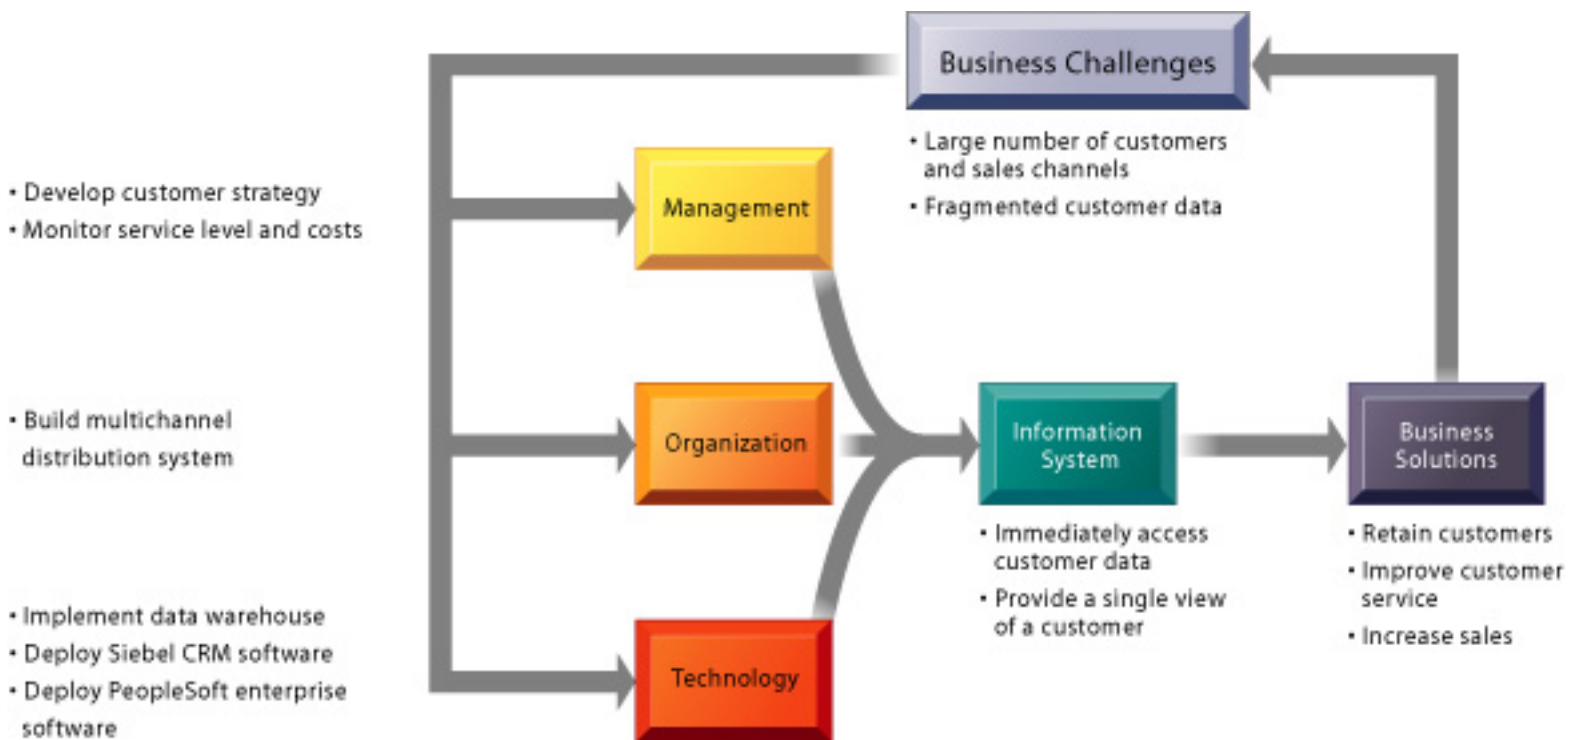 Business Challenges
• Large number of customers
and sales channels
• Fragmented customer data
• Develop customer strategy
• Monitor service level and costs
Management
• Build multichannel
distribution system
Organization
Information
System
• Immediately access
customer data
• Provide a single view
of a customer
Business
Solutions
• Retain customers
• Improve customer
service
• Increase sales
• Implement data warehouse
• Deploy Siebel CRM software
• Deploy PeopleSoft enterprise
software
Technology